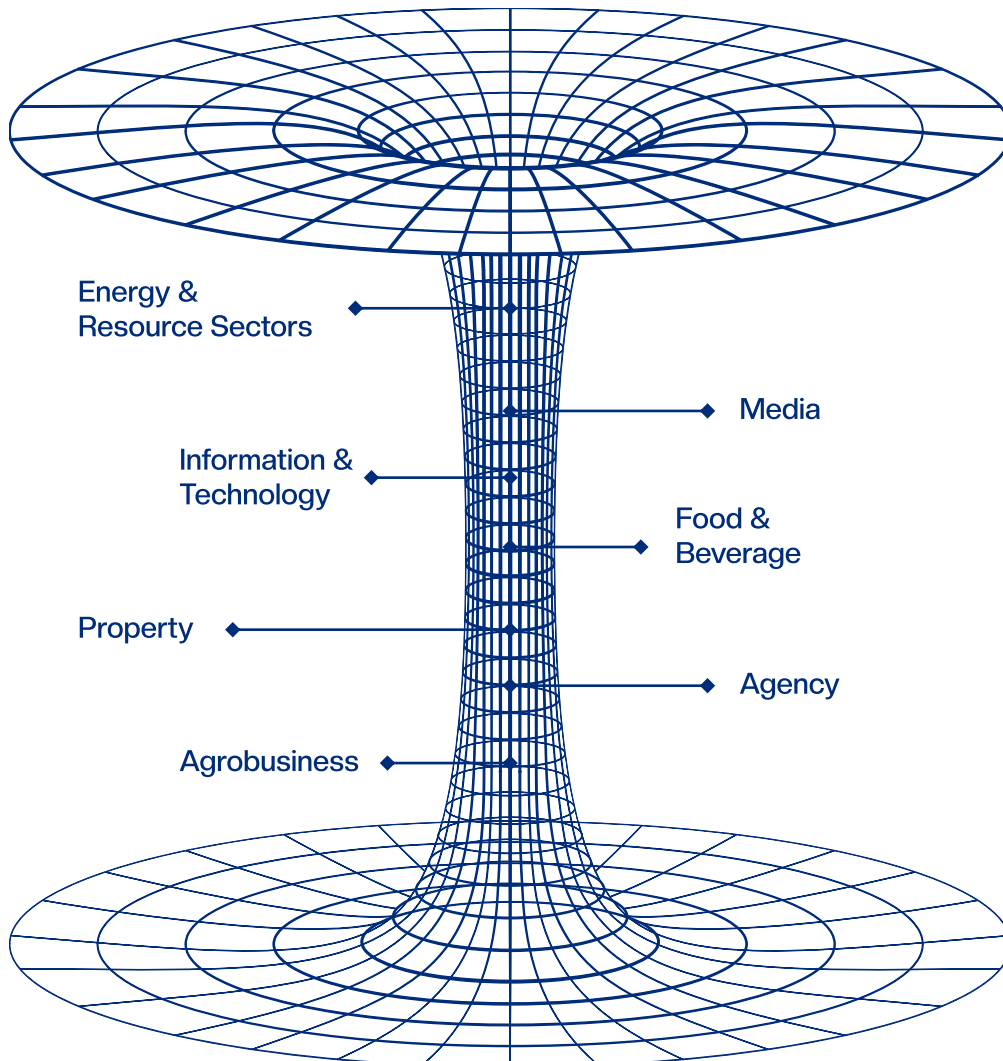 Energy &
Resource Sectors
Media
Information &
Technology
Food &
Beverage
Property
Agency
Agrobusiness